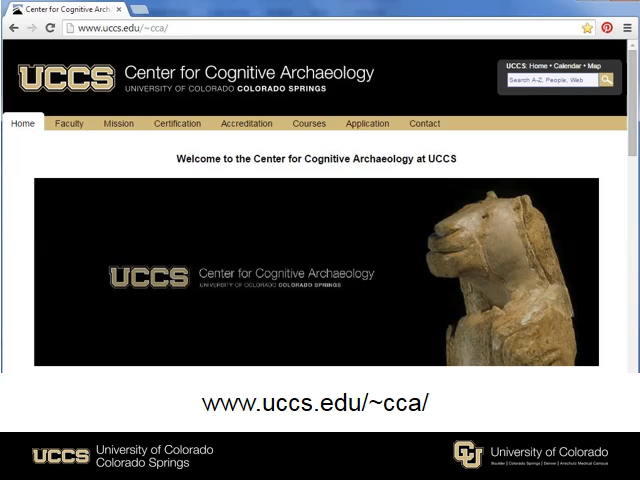 Center for Cognitive Arch
www.uccs.edu/~cca/
UCCS Center for Cognitive Archaeology
UNIVERSITY OF COLORADO COLORADO SPRINGS
UCCS: Home • Calendar • Map
Search A-Z, People, Web
Home Faculty Mission Certification Accreditation Courses Application Contact
Welcome to the Center for Cognitive Archaeology at UCCS
UCCS Center for Cognitive Archaeology
UNIVERSITY OF COLORADO COLORADO SPRINGS
www.uccs.edu/~cca/
UCCS University of Colorado
Colorado Springs
CU University of Colorado
Boulder | Colorado Springs | Denver | Anschutz Medical Campus